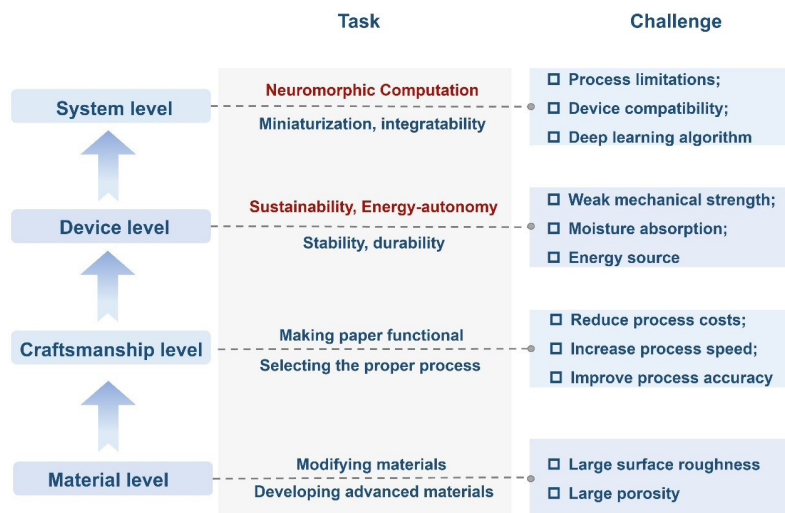 Task
Challenge
System level
Neuromorphic Computation
Miniaturization, integratability
Process limitations;
Device compatibility;
Deep learning algorithm
Device level
Sustainability, Energy-autonomy
Stability, durability
Weak mechanical strength;
Moisture absorption;
Energy source
Craftsmanship level
Making paper functional
Selecting the proper process
Reduce process costs;
Increase process speed;
Improve process accuracy
Material level
Modifying materials
Developing advanced materials
Large surface roughness
Large porosity